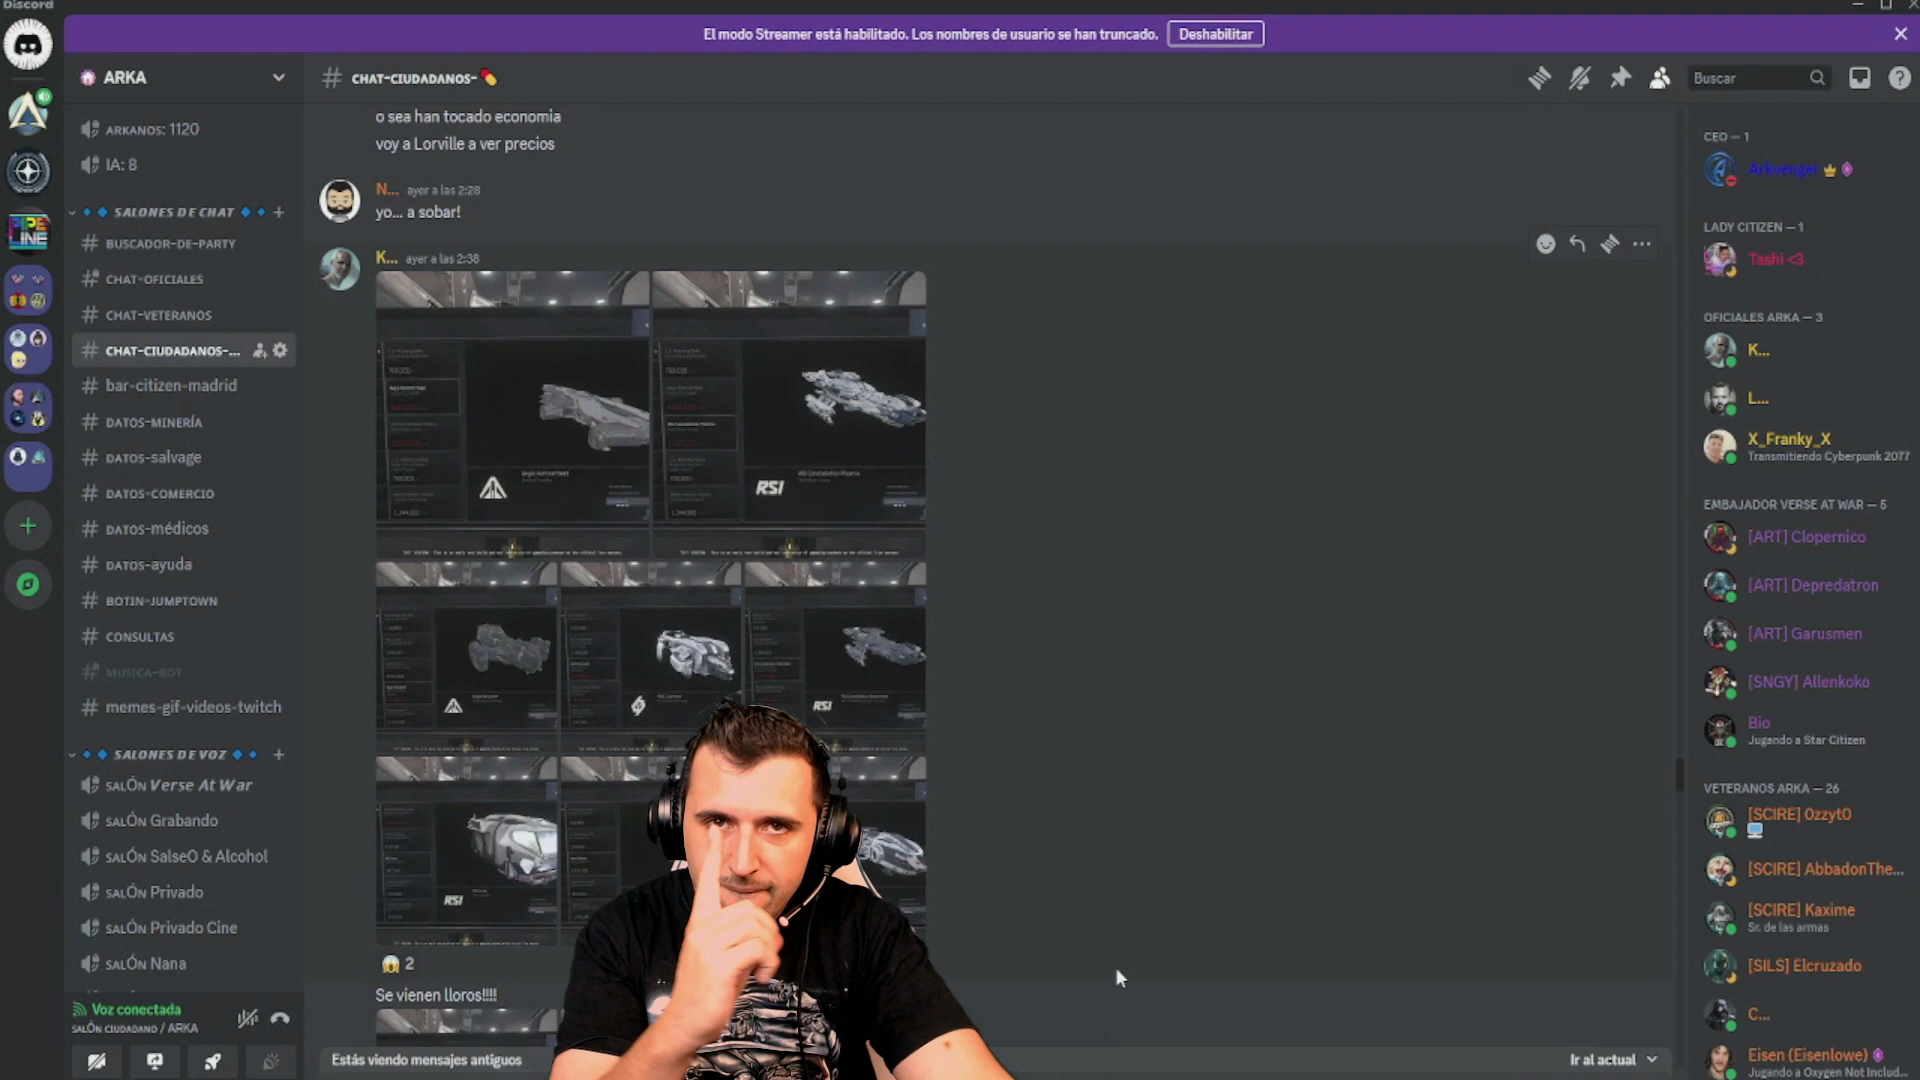 Discord
El modo Streamer está habilitado. Los nombres de usuario se han truncado.
Deshabilitar
ARKA
ARKANOS: 1120
IA: 8
SALONES DE CHAT
BUSCADOR-DE-PARTY
CHAT-OFICIALES
CHAT-VETERANOS
CHAT-CIUDADANOS-...
bar-citizen-madrid
DATOS-MINERÍA
DATOS-salvage
DATOS-COMERCIO
DATOS-médicos
DATOS-ayuda
BOTIN-JUMPTOWN
CONSULTAS
MUSICA-BOT
memes-gif-videos-twitch
SALONES DE VOZ
SALÓN Verse At War
SALÓN Grabando
SALÓN SalseO & Alcohol
SALÓN Privado
SALÓN Privado Cine
SALÓN Nana
Voz conectada
SALÓN CIUDADANO / ARKA
PIPE
LINE
# CHAT-CIUDADANOS-
Buscar
o sea han tocado economia
voy a Lorville a ver precios
N... ayer a las 2:28
yo... a sobar!
K... ayer a las 2:38
RSI
RSI
RSI
2
Se vienen lloros!!!!
Estás viendo mensajes antiguos
Ir al actual
CEO — 1
Arkvenger
LADY CITIZEN — 1
Tashi <3
OFICIALES ARKA — 3
K...
L...
X_Franky_X
Transmitiendo Cyberpunk 2077
EMBAJADOR VERSE AT WAR — 5
[ART] Clopernico
[ART] Depredatron
[ART] Garusmen
[SNGY] Allenkoko
Bio
Jugando a Star Citizen
VETERANOS ARKA — 26
[SCIRE] OzzytO
[SCIRE] AbbadonThe...
[SCIRE] Kaxime
Sr. de las armas
[SILS] Elcruzado
C...
Eisen (Eisenlowe)
Jugando a Oxygen Not Includ...